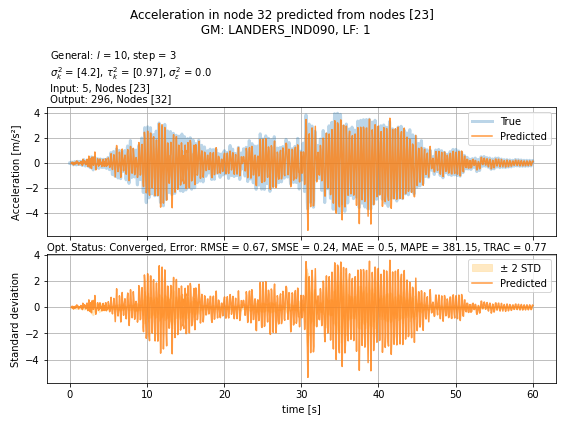 Acceleration in node 32 predicted from nodes [23]
GM: LANDERS_IND090, LF: 1
General: l = 10, step = 3
σ²ₖ = [4.2], τ²ₖ = [0.97], σ²ε = 0.0
Input: 5, Nodes [23]
Output: 296, Nodes [32]
4
2
0
−2
−4
Acceleration [m/s²]
True
Predicted
Opt. Status: Converged, Error: RMSE = 0.67, SMSE = 0.24, MAE = 0.5, MAPE = 381.15, TRAC = 0.77
4
2
0
−2
−4
Standard deviation
± 2 STD
Predicted
0 10 20 30 40 50 60
time [s]